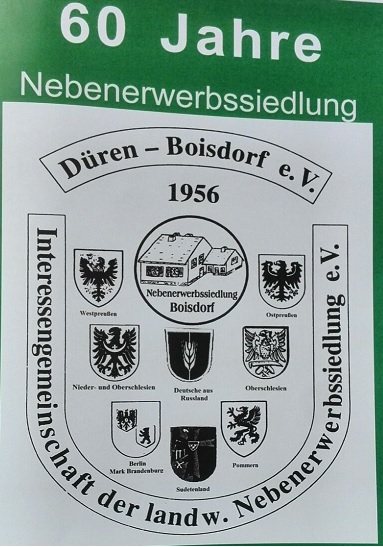 60 Jahre
Nebenerwerbssiedlung
Düren – Boisdorf e.V.
1956
Interessengemeinschaft der landw. Nebenerwerbssiedlung e.V.
Nebenerwerbssiedlung
Boisdorf
Westpreußen
Ostpreußen
Nieder- und Oberschlesien
Deutsche aus
Russland
Oberschlesien
Berlin
Mark Brandenburg
Pommern
Sudetenland